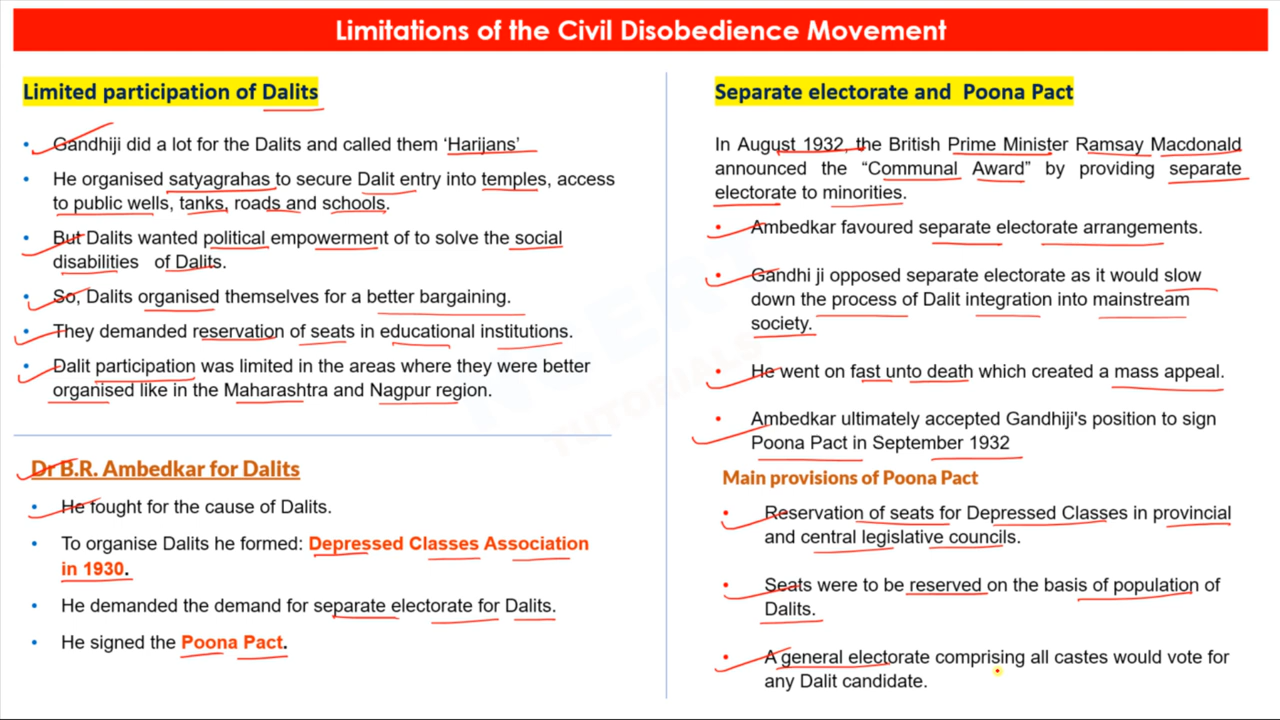 Limitations of the Civil Disobedience Movement
Limited participation of Dalits
• Gandhiji did a lot for the Dalits and called them ‘Harijans’
• He organised satyagrahas to secure Dalit entry into temples, access
to public wells, tanks, roads and schools.
• But Dalits wanted political empowerment of to solve the social
disabilities of Dalits.
• So, Dalits organised themselves for a better bargaining.
• They demanded reservation of seats in educational institutions.
• Dalit participation was limited in the areas where they were better
organised like in the Maharashtra and Nagpur region.
Dr B.R. Ambedkar for Dalits
• He fought for the cause of Dalits.
• To organise Dalits he formed: Depressed Classes Association
in 1930.
• He demanded the demand for separate electorate for Dalits.
• He signed the Poona Pact.
Separate electorate and Poona Pact
In August 1932, the British Prime Minister Ramsay Macdonald
announced the “Communal Award” by providing separate
electorate to minorities.
• Ambedkar favoured separate electorate arrangements.
• Gandhi ji opposed separate electorate as it would slow
down the process of Dalit integration into mainstream
society.
• He went on fast unto death which created a mass appeal.
• Ambedkar ultimately accepted Gandhiji's position to sign
Poona Pact in September 1932
Main provisions of Poona Pact
• Reservation of seats for Depressed Classes in provincial
and central legislative councils.
• Seats were to be reserved on the basis of population of
Dalits.
• A general electorate comprising all castes would vote for
any Dalit candidate.
TUTORIALS